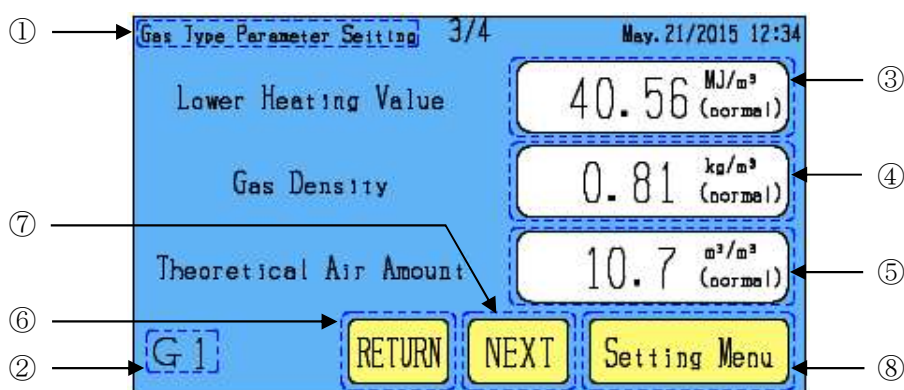 ① Gas Type Parameter Setting 3/4 May.21/2015 12:34
Lower Heating Value 40.56 MJ/m³ (normal) ③
Gas Density 0.81 kg/m³ (normal) ④
⑦
Theoretical Air Amount 10.7 m³/m³ (normal) ⑤
⑥
② G1 RETURN NEXT Setting Menu ⑧